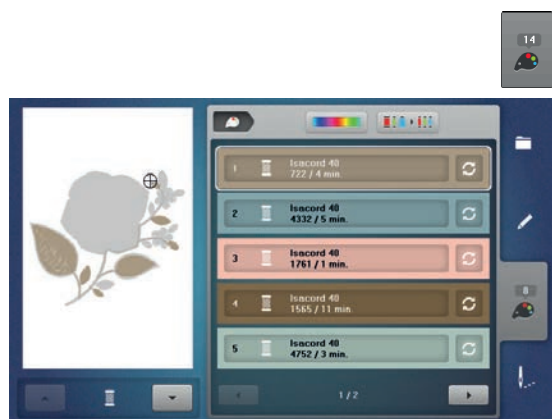 14
1
Isacord 40
722 / 4 min.
2
Isacord 40
4332 / 5 min.
3
Isacord 40
1761 / 1 min.
4
Isacord 40
1565 / 11 min.
5
Isacord 40
4752 / 3 min.
8
1/2